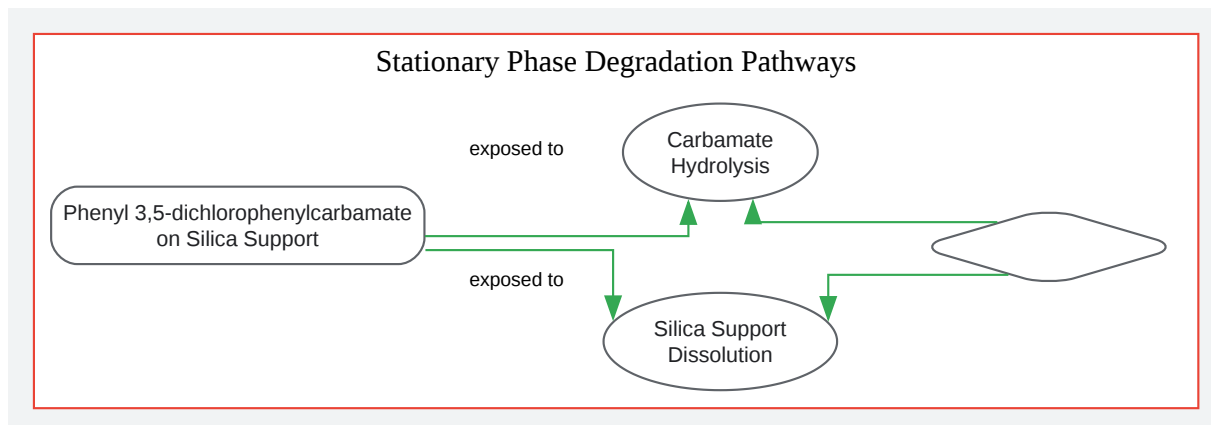 Stationary Phase Degradation Pathways
exposed to
Carbamate
Hydrolysis
Phenyl 3,5-dichlorophenylcarbamate
on Silica Support
exposed to
Silica Support
Dissolution